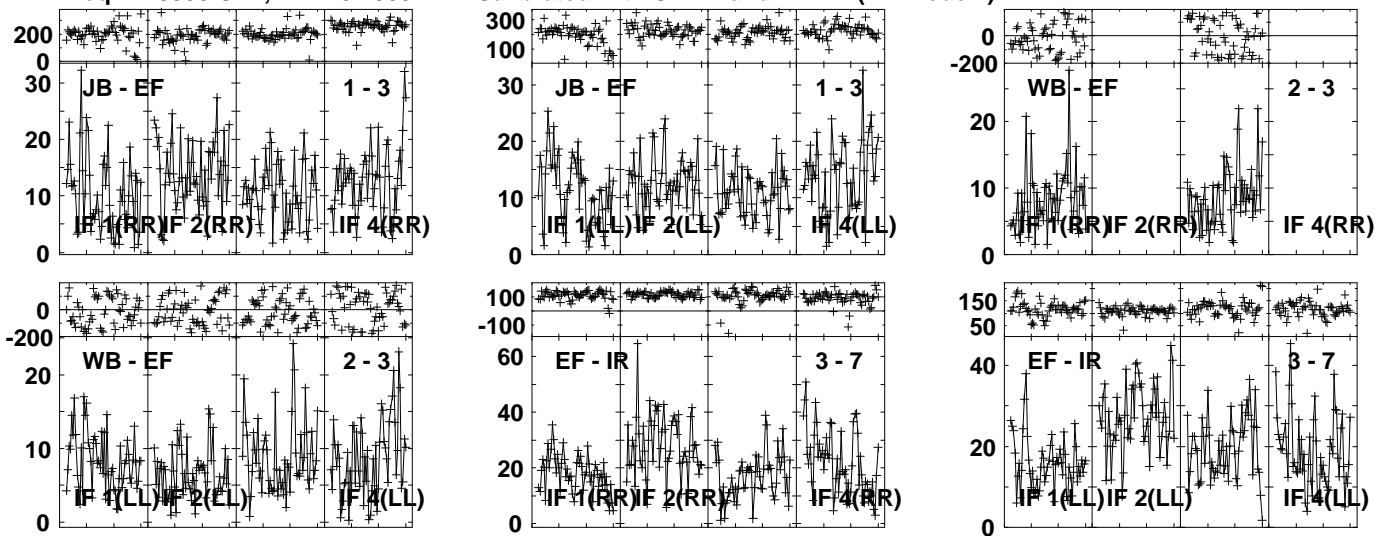 200
0
30
20
10
0
JB - EF
1 - 3
IF 1(RR)
IF 2(RR)
IF 4(RR)
300
100
30
20
10
0
JB - EF
1 - 3
IF 1(LL)
IF 2(LL)
IF 4(LL)
0
-200
20
10
0
WB - EF
2 - 3
IF 1(RR)
IF 2(RR)
IF 4(RR)
0
-200
20
10
0
WB - EF
2 - 3
IF 1(LL)
IF 2(LL)
IF 4(LL)
100
-100
60
40
20
0
EF - IR
3 - 7
IF 1(RR)
IF 2(RR)
IF 4(RR)
150
50
40
20
0
EF - IR
3 - 7
IF 1(LL)
IF 2(LL)
IF 4(LL)